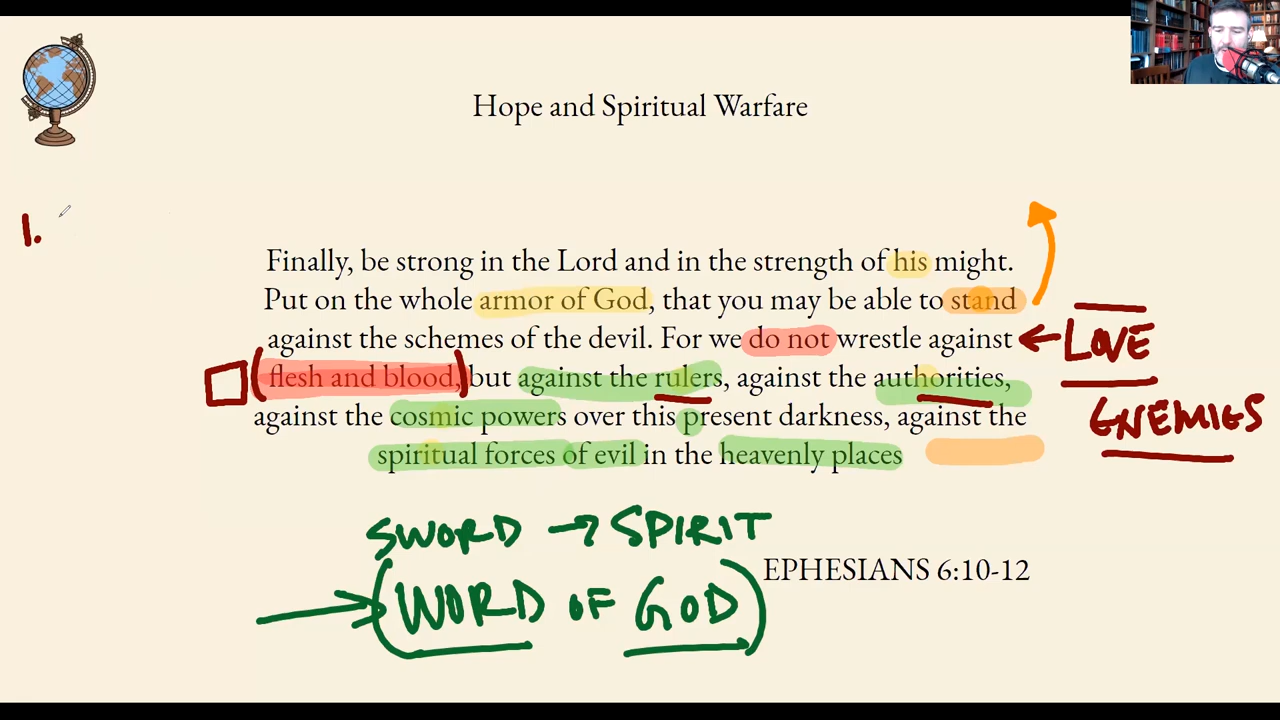 Hope and Spiritual Warfare
1.
Finally, be strong in the Lord and in the strength of his might.
Put on the whole armor of God, that you may be able to stand
against the schemes of the devil. For we do not wrestle against
flesh and blood, but against the rulers, against the authorities,
against the cosmic powers over this present darkness, against the
spiritual forces of evil in the heavenly places
LOVE
ENEMIES
SWORD → SPIRIT
(WORD OF GOD)
EPHESIANS 6:10-12